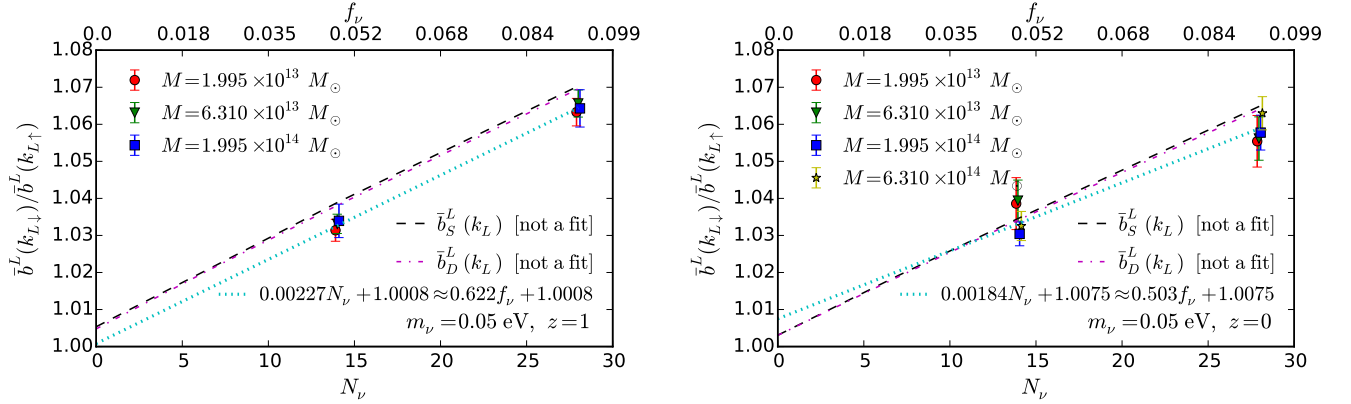 f_ν
0.0 0.018 0.035 0.052 0.068 0.084 0.099
1.08
1.07
1.06
1.05
1.04
1.03
1.02
1.01
1.00
b̄^L(k_{L↓})/b̄^L(k_{L↑})
M=1.995×10^13 M_⊙
M=6.310×10^13 M_⊙
M=1.995×10^14 M_⊙
b̄_S^L (k_L) [not a fit]
b̄_D^L (k_L) [not a fit]
0.00227N_ν+1.0008≈0.622f_ν+1.0008
m_ν=0.05 eV, z=1
0 5 10 15 20 25 30
N_ν
f_ν
0.0 0.018 0.035 0.052 0.068 0.084 0.099
1.08
1.07
1.06
1.05
1.04
1.03
1.02
1.01
1.00
b̄^L(k_{L↓})/b̄^L(k_{L↑})
M=1.995×10^13 M_⊙
M=6.310×10^13 M_⊙
M=1.995×10^14 M_⊙
M=6.310×10^14 M_⊙
b̄_S^L (k_L) [not a fit]
b̄_D^L (k_L) [not a fit]
0.00184N_ν+1.0075≈0.503f_ν+1.0075
m_ν=0.05 eV, z=0
0 5 10 15 20 25 30
N_ν